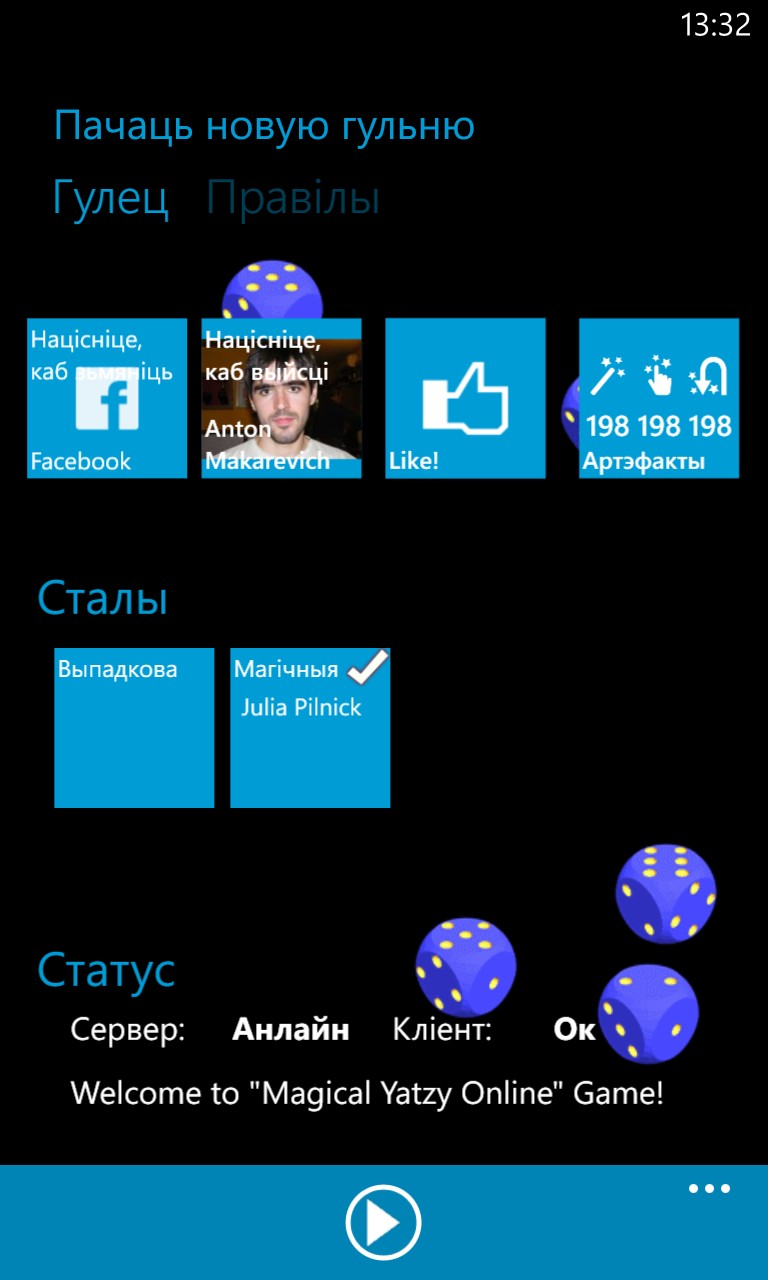 13:32
Пачаць новую гульню
Гулец Правілы
Націсніце,
каб зьмяніць
Facebook
Націсніце,
каб выйсці
Anton
Makarevich
Like!
198 198 198
Артэфакты
Сталы
Выпадкова
Магічныя
Julia Pilnick
Статус
Сервер: Анлайн Кліент: Ок
Welcome to "Magical Yatzy Online" Game!